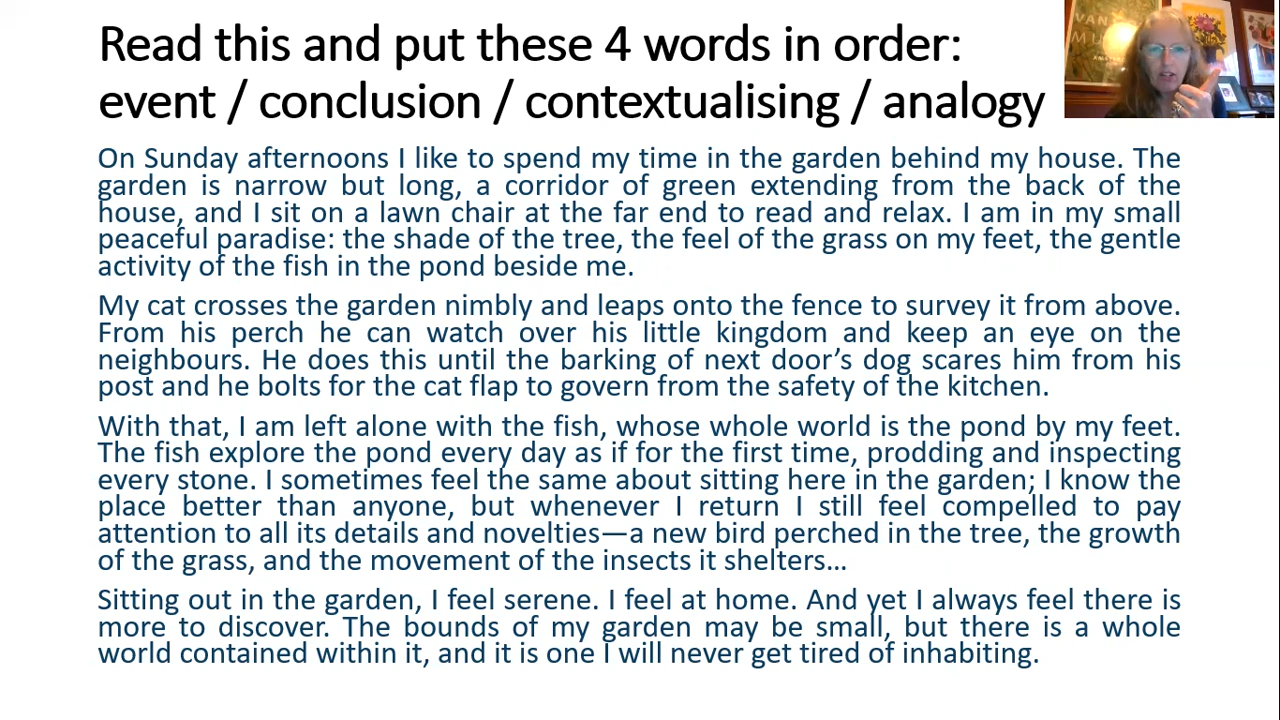 Read this and put these 4 words in order:
event / conclusion / contextualising / analogy
On Sunday afternoons I like to spend my time in the garden behind my house. The
garden is narrow but long, a corridor of green extending from the back of the
house, and I sit on a lawn chair at the far end to read and relax. I am in my small
peaceful paradise: the shade of the tree, the feel of the grass on my feet, the gentle
activity of the fish in the pond beside me.
My cat crosses the garden nimbly and leaps onto the fence to survey it from above.
From his perch he can watch over his little kingdom and keep an eye on the
neighbours. He does this until the barking of next door’s dog scares him from his
post and he bolts for the cat flap to govern from the safety of the kitchen.
With that, I am left alone with the fish, whose whole world is the pond by my feet.
The fish explore the pond every day as if for the first time, prodding and inspecting
every stone. I sometimes feel the same about sitting here in the garden; I know the
place better than anyone, but whenever I return I still feel compelled to pay
attention to all its details and novelties—a new bird perched in the tree, the growth
of the grass, and the movement of the insects it shelters…
Sitting out in the garden, I feel serene. I feel at home. And yet I always feel there is
more to discover. The bounds of my garden may be small, but there is a whole
world contained within it, and it is one I will never get tired of inhabiting.